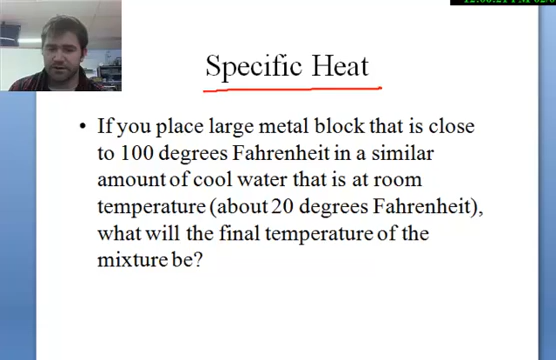 Specific Heat
• If you place large metal block that is close
to 100 degrees Fahrenheit in a similar
amount of cool water that is at room
temperature (about 20 degrees Fahrenheit),
what will the final temperature of the
mixture be?